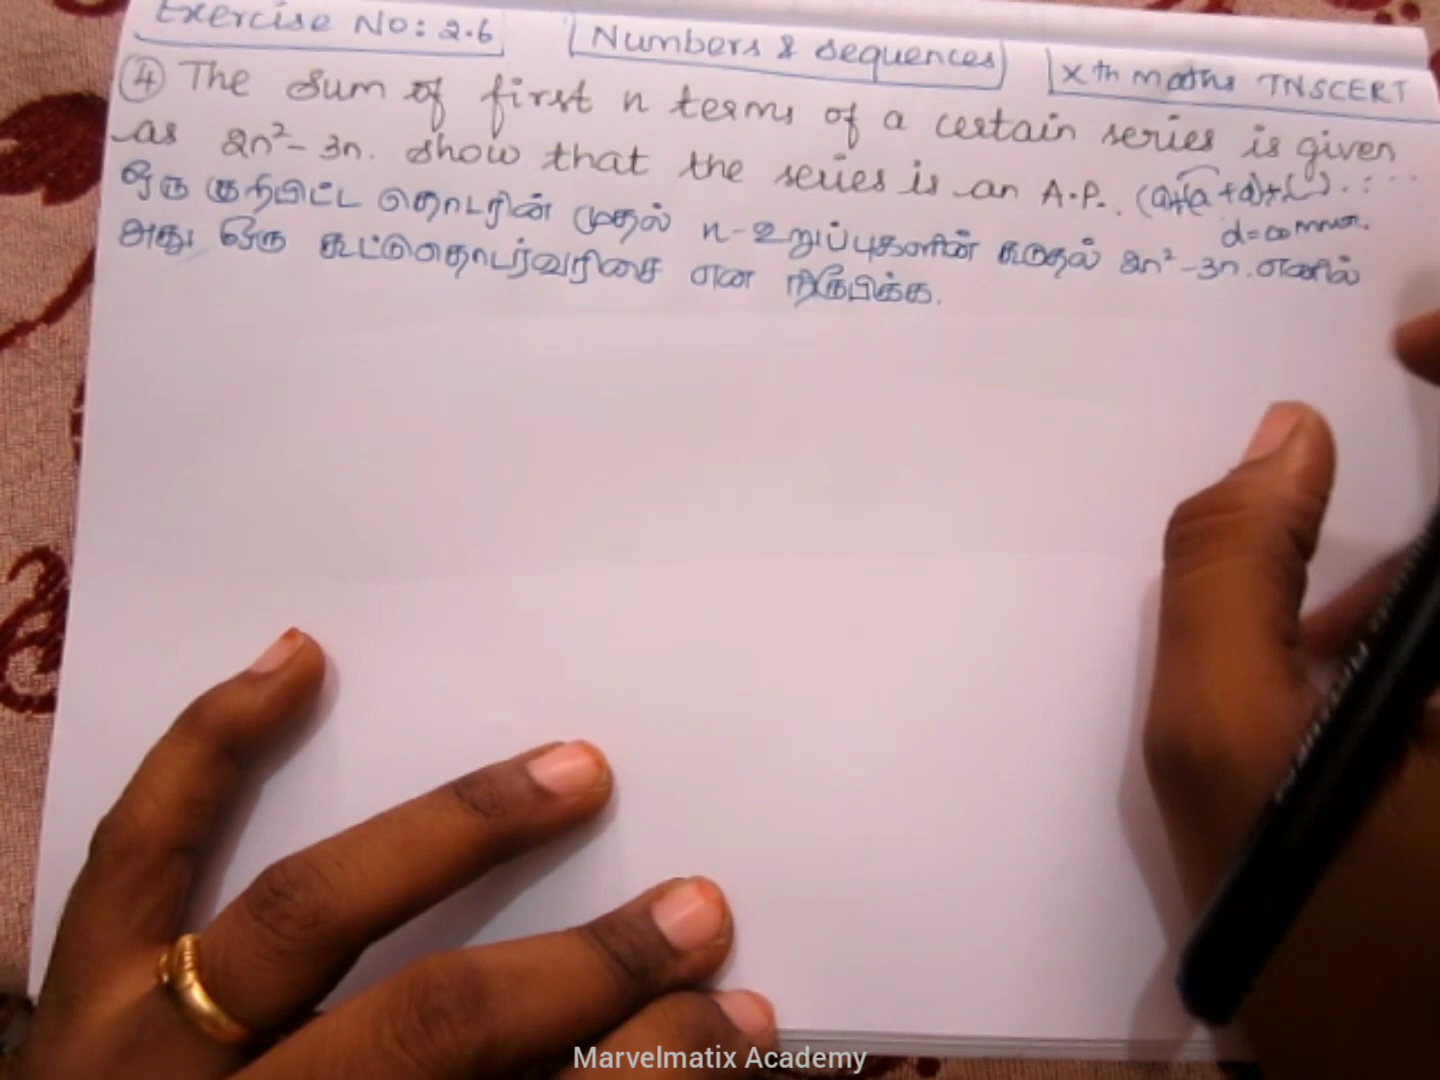 Exercise No: 2.6 Numbers & Sequences Xth maths TNSCERT
④ The Sum of first n terms of a certain series is given
as 2n² - 3n. Show that the series is an A.P.. (a)+(a+d)+( ).....
d=common.
ஒரு குறிப்பிட்ட தொடரின் முதல் n-உறுப்புகளின் கூடுதல் 2n² - 3n. எனில்
அது ஒரு கூட்டுதொடர்வரிசை என நிரூபிக்க.
Marvelmatix Academy